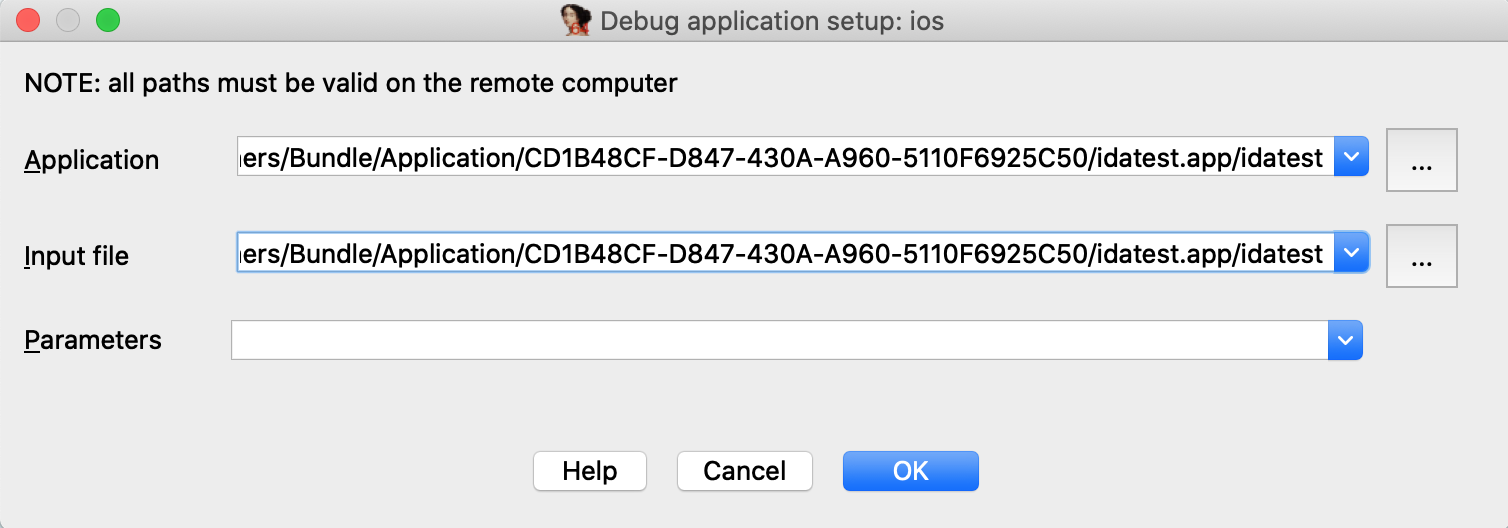 Debug application setup: ios
NOTE: all paths must be valid on the remote computer
Application ers/Bundle/Application/CD1B48CF-D847-430A-A960-5110F6925C50/idatest.app/idatest ...
Input file ers/Bundle/Application/CD1B48CF-D847-430A-A960-5110F6925C50/idatest.app/idatest ...
Parameters
Help Cancel OK